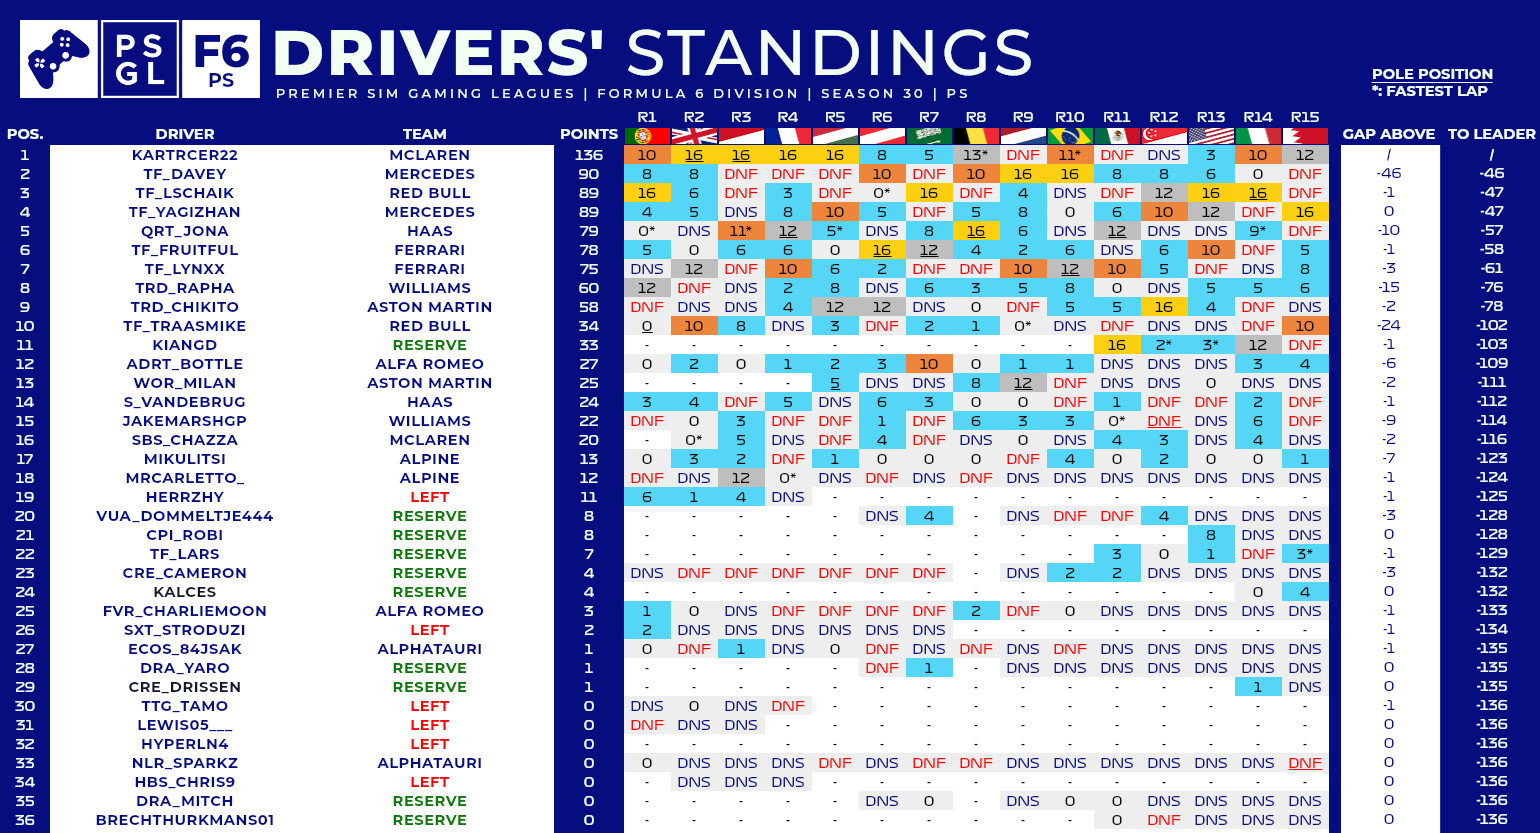 PS
GL
F6
PS
DRIVERS' STANDINGS
PREMIER SIM GAMING LEAGUES | FORMULA 6 DIVISION | SEASON 30 | PS
POLE POSITION
*: FASTEST LAP
R1 R2 R3 R4 R5 R6 R7 R8 R9 R10 R11 R12 R13 R14 R15
POS. DRIVER TEAM POINTS GAP ABOVE TO LEADER
1 KARTRCER22 MCLAREN 136 10 16 16 16 16 8 5 13* DNF 11* DNF DNS 3 10 12 / /
2 TF_DAVEY MERCEDES 90 8 8 DNF DNF DNF 10 DNF 10 16 16 8 8 6 0 DNF -46 -46
3 TF_LSCHAIK RED BULL 89 16 6 DNF 3 DNF 0* 16 DNF 4 DNS DNF 12 16 16 DNF -1 -47
4 TF_YAGIZHAN MERCEDES 89 4 5 DNS 8 10 5 DNF 5 8 0 6 10 12 DNF 16 0 -47
5 QRT_JONA HAAS 79 0* DNS 11* 12 5* DNS 8 16 6 DNS 12 DNS DNS 9* DNF -10 -57
6 TF_FRUITFUL FERRARI 78 5 0 6 6 0 16 12 4 2 6 DNS 6 10 DNF 5 -1 -58
7 TF_LYNXX FERRARI 75 DNS 12 DNF 10 6 2 DNF DNF 10 12 10 5 DNF DNS 8 -3 -61
8 TRD_RAPHA WILLIAMS 60 12 DNF DNS 2 8 DNS 6 3 5 8 0 DNS 5 5 6 -15 -76
9 TRD_CHIKITO ASTON MARTIN 58 DNF DNS DNS 4 12 12 DNS 0 DNF 5 5 16 4 DNF DNS -2 -78
10 TF_TRAASMIKE RED BULL 34 0 10 8 DNS 3 DNF 2 1 0* DNS DNF DNS DNS DNF 10 -24 -102
11 KIANGD RESERVE 33 - - - - - - - - - - 16 2* 3* 12 DNF -1 -103
12 ADRT_BOTTLE ALFA ROMEO 27 0 2 0 1 2 3 10 0 1 1 DNS DNS DNS 3 4 -6 -109
13 WOR_MILAN ASTON MARTIN 25 - - - - 5 DNS DNS 8 12 DNF DNS DNS 0 DNS DNS -2 -111
14 S_VANDEBRUG HAAS 24 3 4 DNF 5 DNS 6 3 0 0 DNF 1 DNF DNF 2 DNF -1 -112
15 JAKEMARSHGP WILLIAMS 22 DNF 0 3 DNF DNF 1 DNF 6 3 3 0* DNF DNS 6 DNF -9 -114
16 SBS_CHAZZA MCLAREN 20 - 0* 5 DNS DNF 4 DNF DNS 0 DNS 4 3 DNS 4 DNS -2 -116
17 MIKULITSI ALPINE 13 0 3 2 DNF 1 0 0 0 DNF 4 0 2 0 0 1 -7 -123
18 MRCARLETTO_ ALPINE 12 DNF DNS 12 0* DNS DNF DNS DNF DNS DNS DNS DNS DNS DNS DNS -1 -124
19 HERRZHY LEFT 11 6 1 4 DNS - - - - - - - - - - - -1 -125
20 VUA_DOMMELTJE444 RESERVE 8 - - - - - DNS 4 - DNS DNF DNF 4 DNS DNS DNS -3 -128
21 CPI_ROBI RESERVE 8 - - - - - - - - - - - - 8 DNS DNS 0 -128
22 TF_LARS RESERVE 7 - - - - - - - - - - 3 0 1 DNF 3* -1 -129
23 CRE_CAMERON RESERVE 4 DNS DNF DNF DNF DNF DNF DNF - DNS 2 2 DNS DNS DNS DNS -3 -132
24 KALCES RESERVE 4 - - - - - - - - - - - - - 0 4 0 -132
25 FVR_CHARLIEMOON ALFA ROMEO 3 1 0 DNS DNF DNF DNF DNF 2 DNF 0 DNS DNS DNS DNS DNS -1 -133
26 SXT_STRODUZI LEFT 2 2 DNS DNS DNS DNS DNS DNS - - - - - - - - -1 -134
27 ECOS_84JSAK ALPHATAURI 1 0 DNF 1 DNS 0 DNF DNS DNF DNS DNF DNS DNS DNS DNS DNS -1 -135
28 DRA_YARO RESERVE 1 - - - - - DNF 1 - DNS DNS DNS DNS DNS DNS DNS 0 -135
29 CRE_DRISSEN RESERVE 1 - - - - - - - - - - - - - 1 DNS 0 -135
30 TTG_TAMO LEFT 0 DNS 0 DNS DNF - - - - - - - - - - - -1 -136
31 LEWIS05___ LEFT 0 DNF DNS DNS - - - - - - - - - - - - 0 -136
32 HYPERLN4 LEFT 0 - - - - - - - - - - - - - - - 0 -136
33 NLR_SPARKZ ALPHATAURI 0 0 DNS DNS DNS DNF DNS DNF DNF DNS DNS DNS DNS DNS DNS DNF 0 -136
34 HBS_CHRIS9 LEFT 0 - DNS DNS DNS - - - - - - - - - - - 0 -136
35 DRA_MITCH RESERVE 0 - - - - - DNS 0 - DNS 0 0 DNS DNS DNS DNS 0 -136
36 BRECHTHURKMANS01 RESERVE 0 - - - - - - - - - - 0 DNF DNS DNS DNS 0 -136